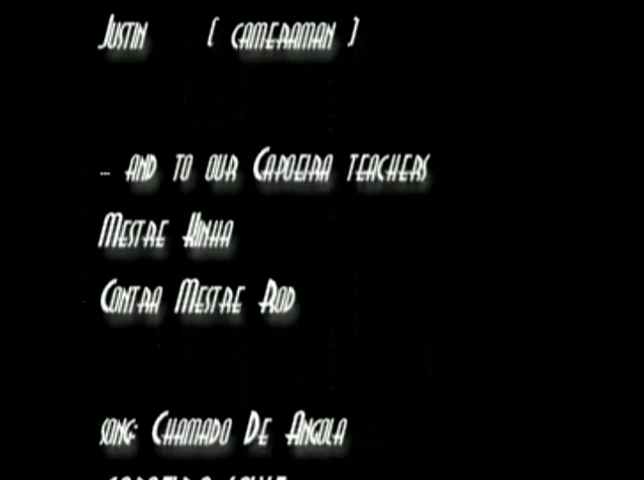 Justin [ cameraman ]
... and to our Capoeira teachers
Mestre Kinha
Contra Mestre Rod
song: Chamado De Angola